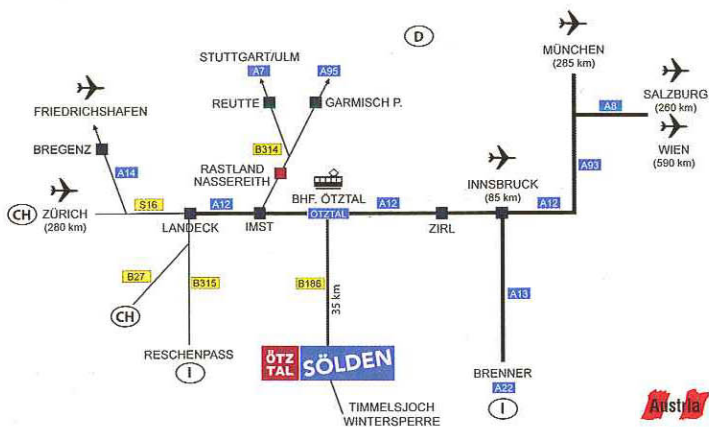 D
MÜNCHEN
(285 km)
STUTTGART/ULM
A7
A95
SALZBURG
(260 km)
A8
WIEN
(590 km)
FRIEDRICHSHAFEN
REUTTE
GARMISCH P.
BREGENZ
B314
A93
A14
RASTLAND
NASSEREITH
BHF. ÖTZTAL
INNSBRUCK
(85 km)
CH
ZÜRICH
(280 km)
S16
LANDECK
A12
IMST
ÖTZTAL
A12
ZIRL
A12
B27
B315
B186
35 km
A13
CH
RESCHENPASS
I
ÖTZ
TAL
SÖLDEN
BRENNER
A22
I
TIMMELSJOCH
WINTERSPERRE
Austria